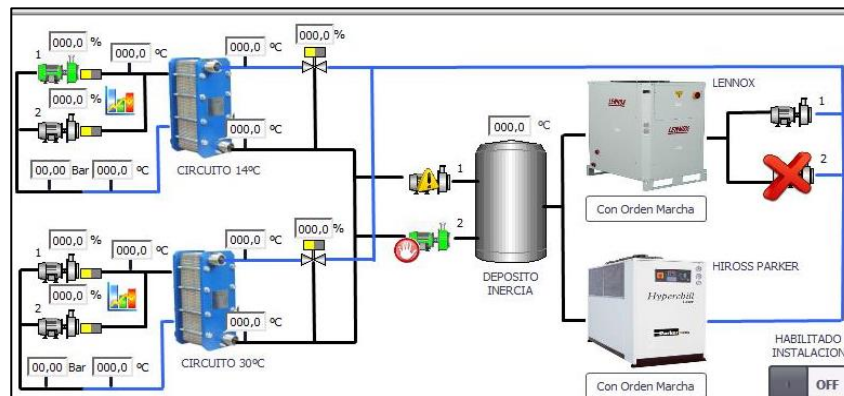 000,0 %
1
000,0 ºC
000,0 ºC
000,0 %
000,0 %
2
000,0 ºC
00,00 Bar
000,0 ºC
CIRCUITO 14ºC
000,0 %
1
000,0 ºC
000,0 ºC
000,0 %
000,0 %
2
000,0 ºC
00,00 Bar
000,0 ºC
CIRCUITO 30ºC
1
2
000,0 ºC
DEPOSITO
INERCIA
LENNOX
LENNOX
LENNOX
Con Orden Marcha
1
2
HIROSS PARKER
Hyperchill
Parker
Con Orden Marcha
HABILITADO
INSTALACION
I OFF